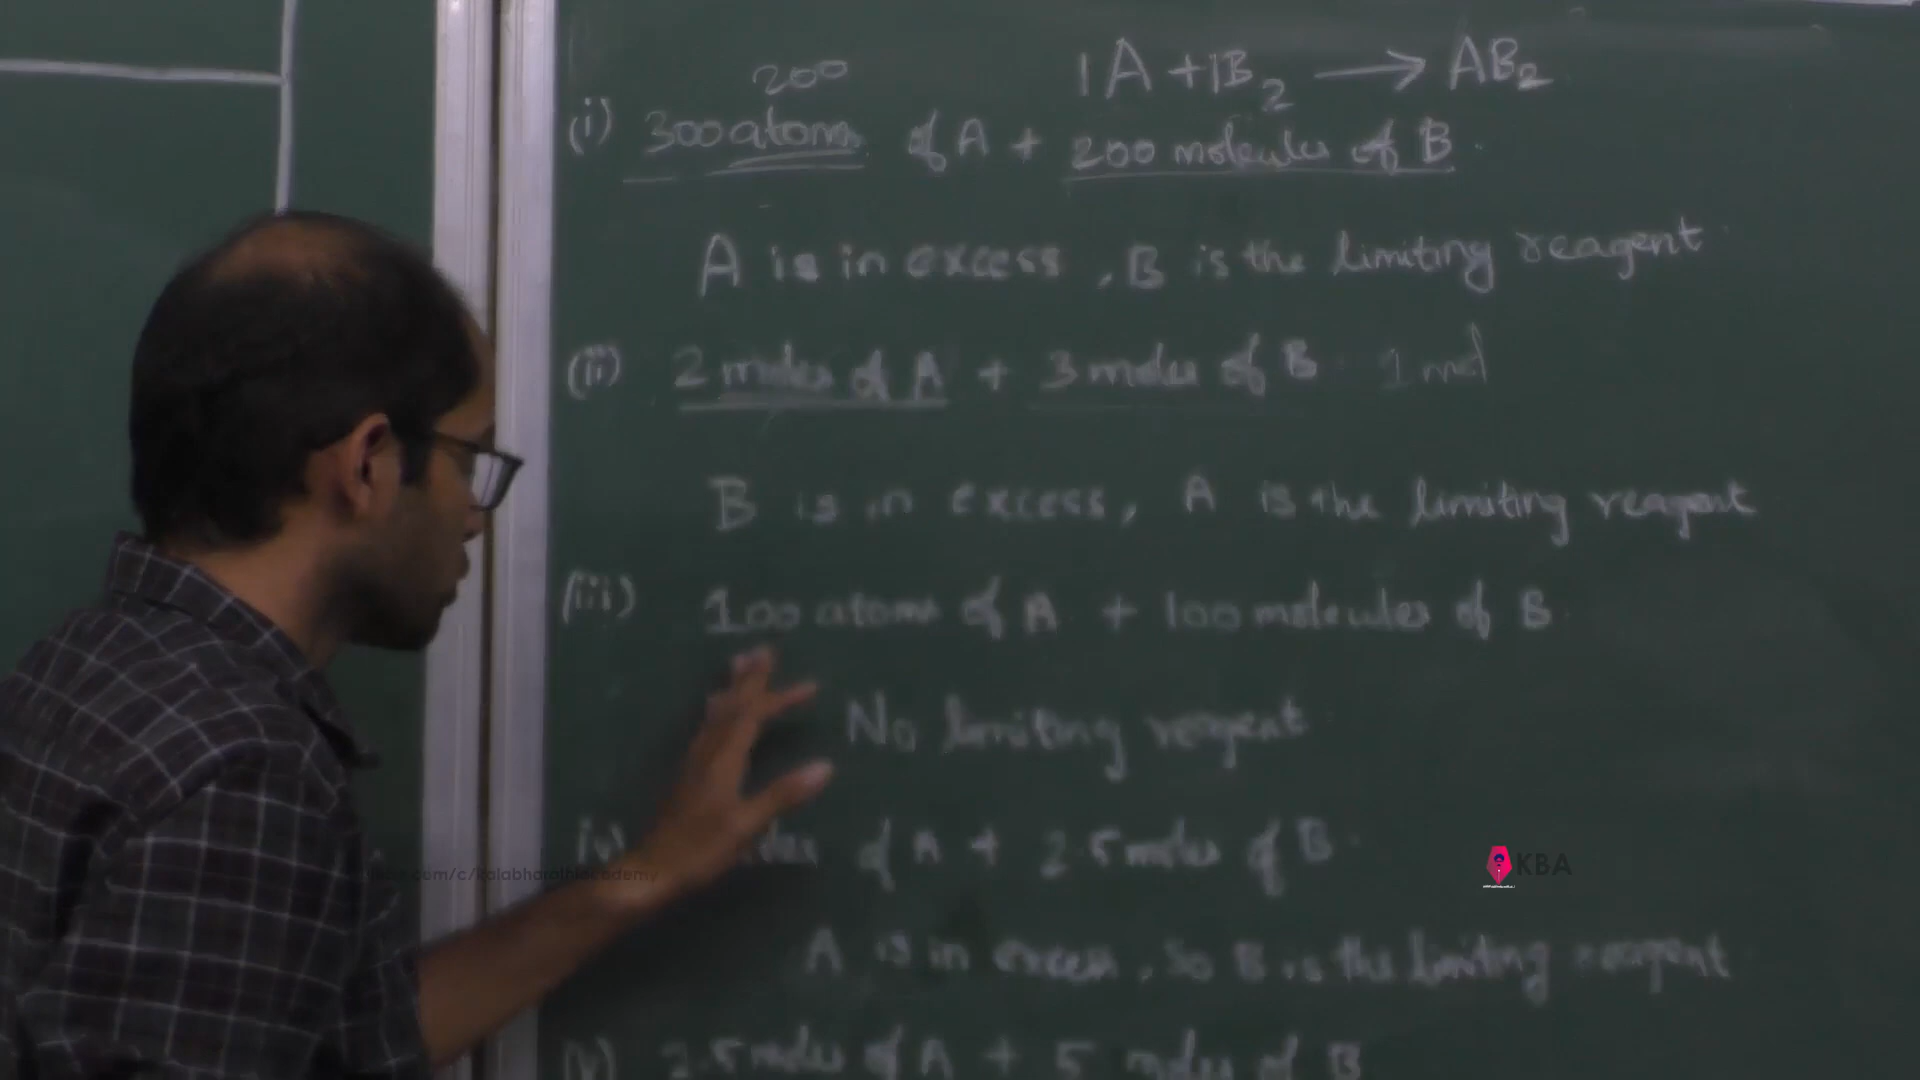 200
1A + 1B2 → AB2
(i) 300 atoms of A + 200 molecules of B.
A is in excess, B is the limiting reagent
(ii) 2 moles of A + 3 moles of B 1 mol
B is in excess, A is the limiting reagent
(iii) 100 atoms of A + 100 molecules of B
No limiting reagent
iv) of A + 2.5 moles of B.
A is in excess, so B is the limiting reagent
(v) 2.5 moles of A + 5 moles of B
.com/c/kalabharathiacademy
KBA